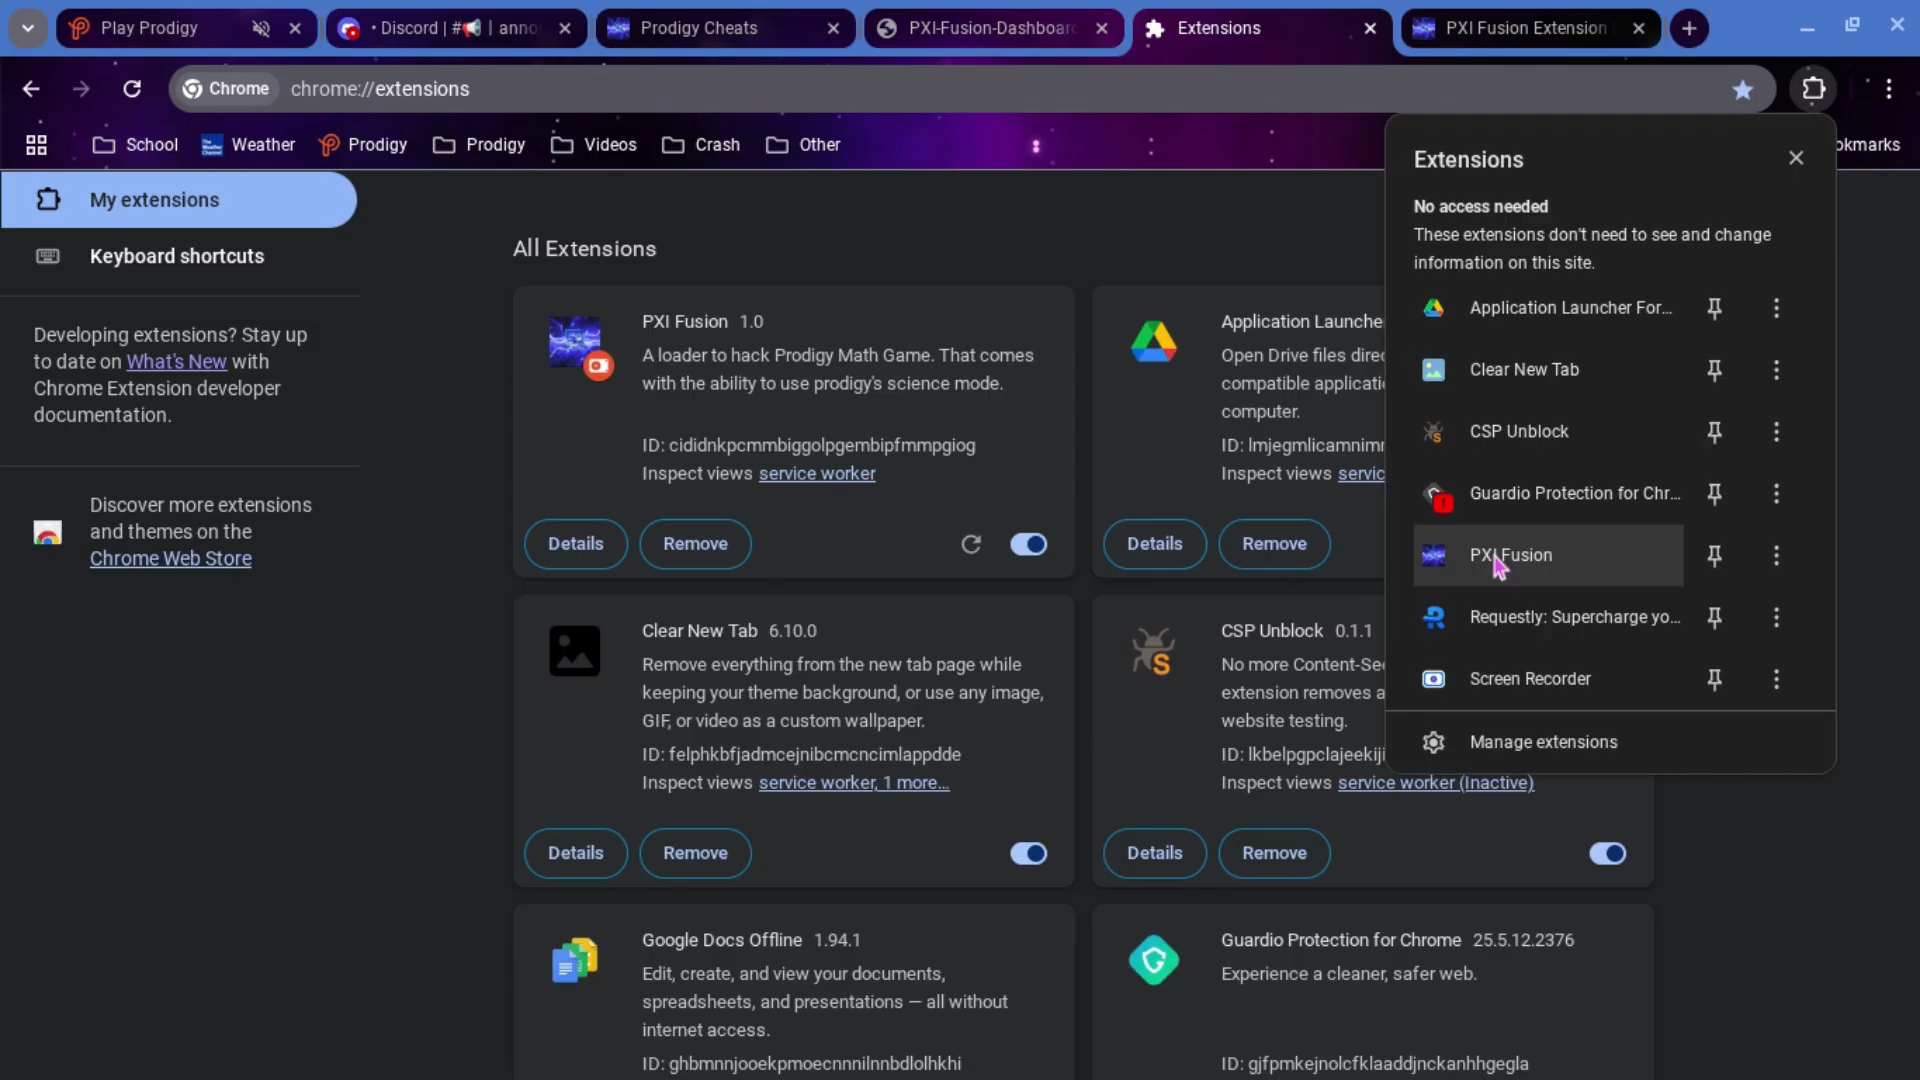 Play Prodigy
• Discord | #📢 | anno
Prodigy Cheats
PXI-Fusion-Dashboard
Extensions
PXI Fusion Extension
Chrome
chrome://extensions
School
Weather
Prodigy
Prodigy
Videos
Crash
Other
okmarks
My extensions
Keyboard shortcuts
Developing extensions? Stay up
to date on What's New with
Chrome Extension developer
documentation.
Discover more extensions
and themes on the
Chrome Web Store
All Extensions
PXI Fusion 1.0
A loader to hack Prodigy Math Game. That comes
with the ability to use prodigy's science mode.
ID: cididnkpcmmbiggolpgembipfmmpgiog
Inspect views service worker
Details
Remove
Application Launche
Open Drive files direc
compatible applicati
computer.
ID: lmjegmlicamnimr
Inspect views servic
Details
Remove
Clear New Tab 6.10.0
Remove everything from the new tab page while
keeping your theme background, or use any image,
GIF, or video as a custom wallpaper.
ID: felphkbfjadmcejnibcmcncimlappdde
Inspect views service worker, 1 more...
Details
Remove
CSP Unblock 0.1.1
No more Content-Sec
extension removes a
website testing.
ID: lkbelpgpclajeekiji
Inspect views service worker (Inactive)
Details
Remove
Google Docs Offline 1.94.1
Edit, create, and view your documents,
spreadsheets, and presentations — all without
internet access.
ID: ghbmnnjooekpmoecnnnilnnbdlolhkhi
Guardio Protection for Chrome 25.5.12.2376
Experience a cleaner, safer web.
ID: gjfpmkejnolcfklaaddjnckanhhgegla
Extensions
No access needed
These extensions don't need to see and change
information on this site.
Application Launcher For...
Clear New Tab
CSP Unblock
Guardio Protection for Chr...
PXI Fusion
Requestly: Supercharge yo...
Screen Recorder
Manage extensions